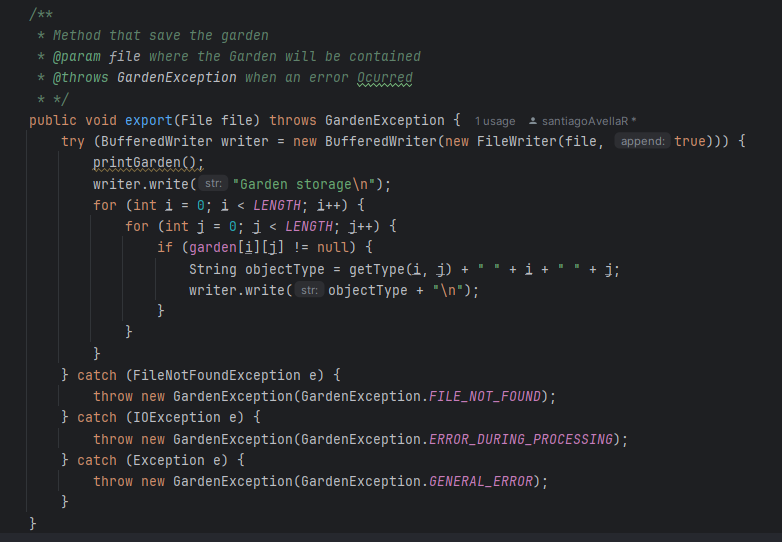 /**
 * Method that save the garden
 * @param file where the Garden will be contained
 * @throws GardenException when an error Ocurred
 * */
public void export(File file) throws GardenException {  1 usage  santiagoAvellaR *
    try (BufferedWriter writer = new BufferedWriter(new FileWriter(file, append: true))) {
        printGarden();
        writer.write( str: "Garden storage\n");
        for (int i = 0; i < LENGTH; i++) {
            for (int j = 0; j < LENGTH; j++) {
                if (garden[i][j] != null) {
                    String objectType = getType(i, j) + " " + i + " " + j;
                    writer.write( str: objectType + "\n");
                }
            }
        }
    } catch (FileNotFoundException e) {
        throw new GardenException(GardenException.FILE_NOT_FOUND);
    } catch (IOException e) {
        throw new GardenException(GardenException.ERROR_DURING_PROCESSING);
    } catch (Exception e) {
        throw new GardenException(GardenException.GENERAL_ERROR);
    }
}